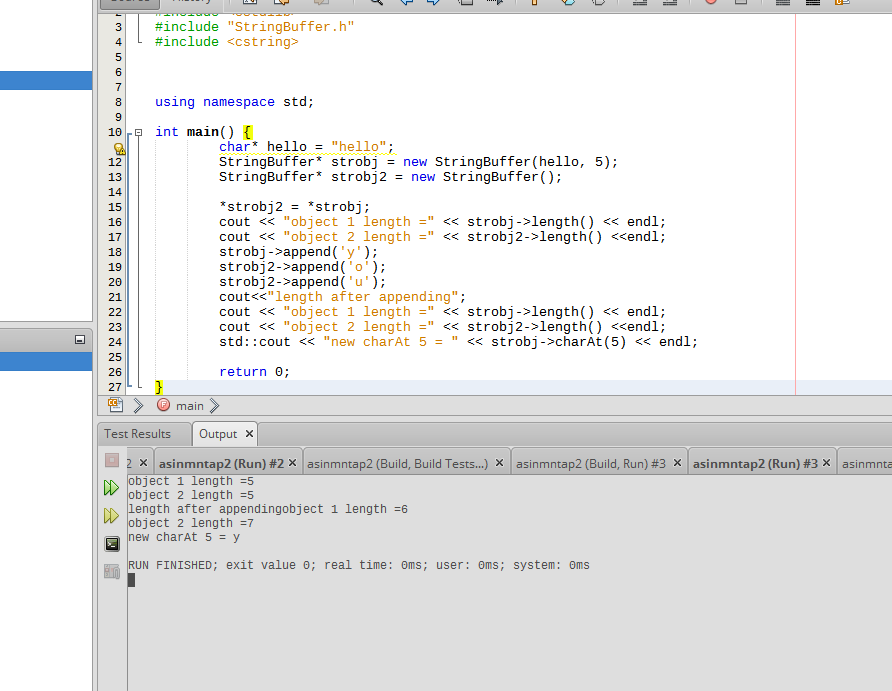 Source History
2 #include <cstdlib>
3 #include "StringBuffer.h"
4 #include <cstring>
5
6
7
8 using namespace std;
9
10 int main() {
char* hello = "hello";
12 StringBuffer* strobj = new StringBuffer(hello, 5);
13 StringBuffer* strobj2 = new StringBuffer();
14
15 *strobj2 = *strobj;
16 cout << "object 1 length =" << strobj->length() << endl;
17 cout << "object 2 length =" << strobj2->length() <<endl;
18 strobj->append('y');
19 strobj2->append('o');
20 strobj2->append('u');
21 cout<<"length after appending";
22 cout << "object 1 length =" << strobj->length() << endl;
23 cout << "object 2 length =" << strobj2->length() <<endl;
24 std::cout << "new charAt 5 = " << strobj->charAt(5) << endl;
25
26 return 0;
27 }
main
Test Results Output
2 asinmntap2 (Run) #2 asinmntap2 (Build, Build Tests...) asinmntap2 (Build, Run) #3 asinmntap2 (Run) #3 asinmnta
object 1 length =5
object 2 length =5
length after appendingobject 1 length =6
object 2 length =7
new charAt 5 = y
RUN FINISHED; exit value 0; real time: 0ms; user: 0ms; system: 0ms